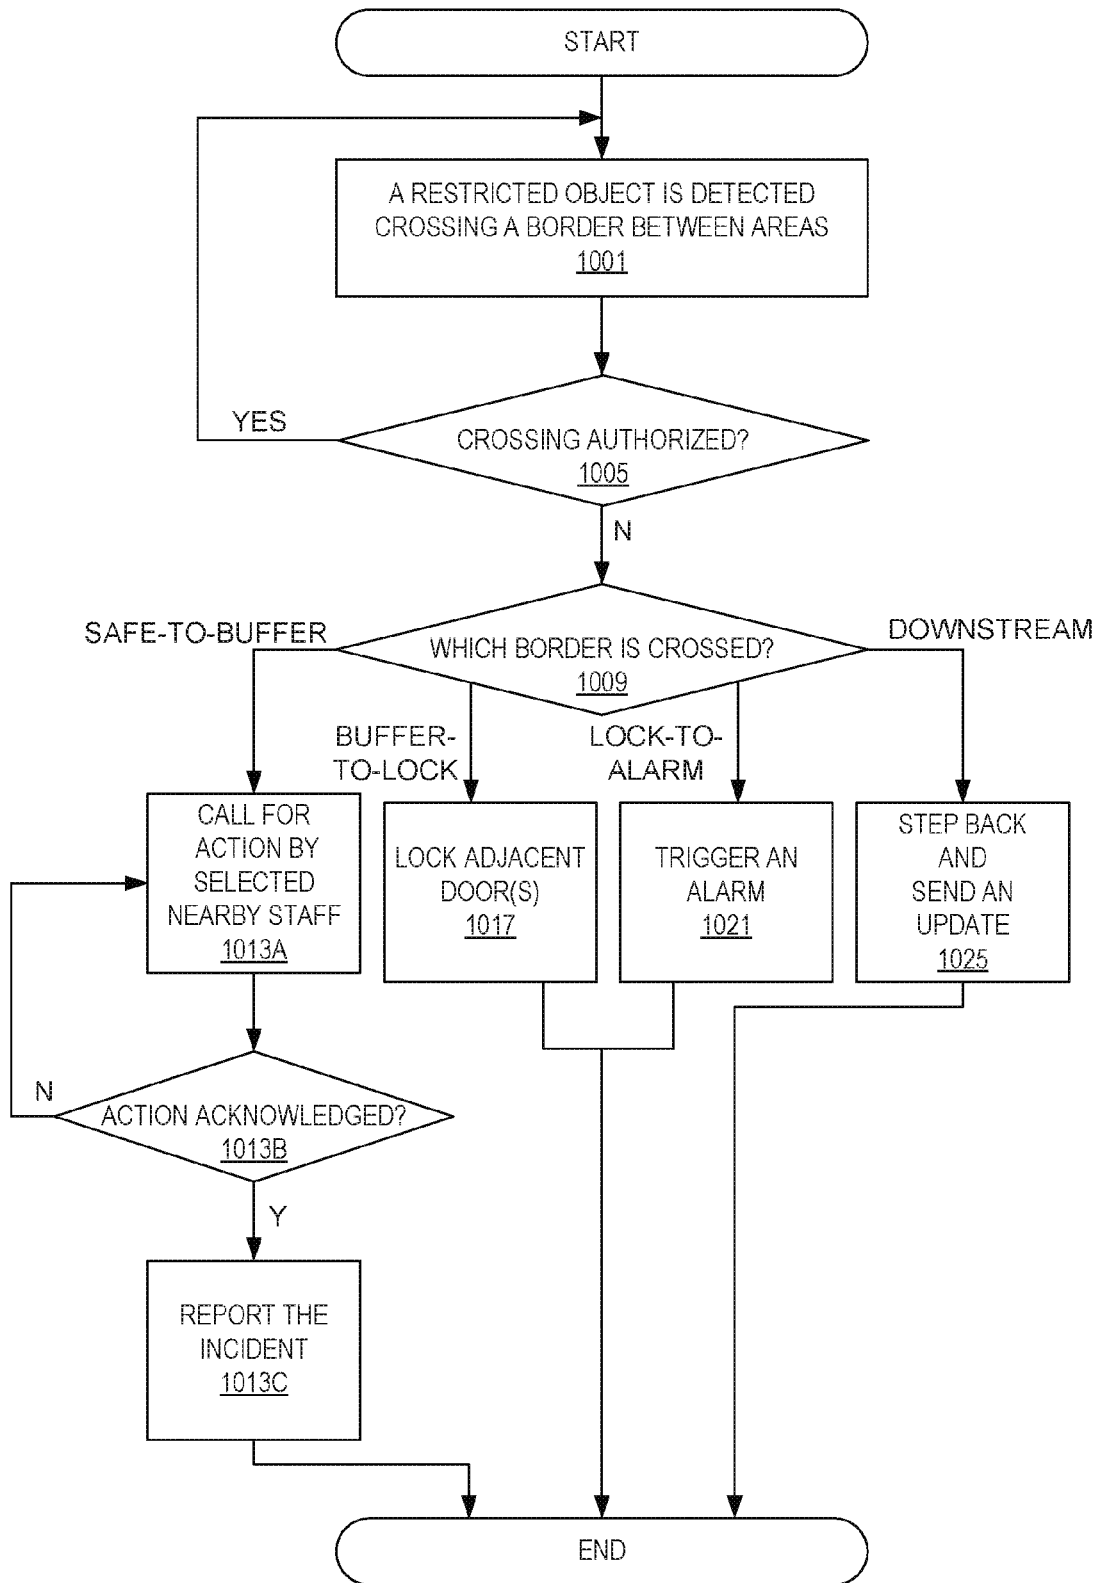 START
A RESTRICTED OBJECT IS DETECTED
CROSSING A BORDER BETWEEN AREAS
1001
YES
CROSSING AUTHORIZED?
1005
N
SAFE-TO-BUFFER
WHICH BORDER IS CROSSED?
1009
DOWNSTREAM
BUFFER-
TO-LOCK
LOCK-TO-
ALARM
CALL FOR
ACTION BY
SELECTED
NEARBY STAFF
1013A
LOCK ADJACENT
DOOR(S)
1017
TRIGGER AN
ALARM
1021
STEP BACK
AND
SEND AN
UPDATE
1025
N
ACTION ACKNOWLEDGED?
1013B
Y
REPORT THE
INCIDENT
1013C
END